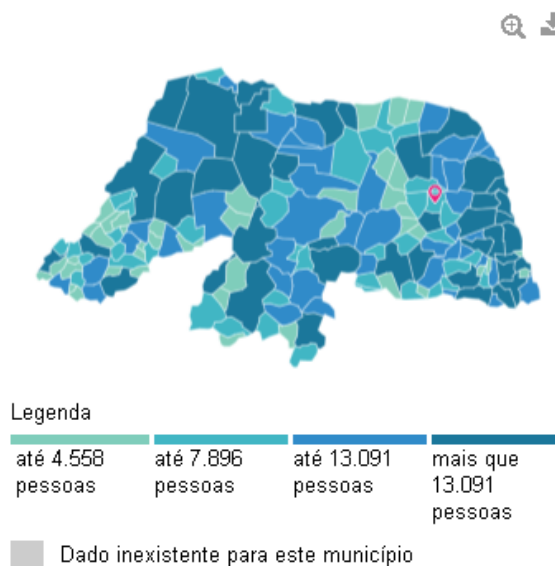 Legenda
até 4.558 pessoas
até 7.896 pessoas
até 13.091 pessoas
mais que 13.091 pessoas
Dado inexistente para este município